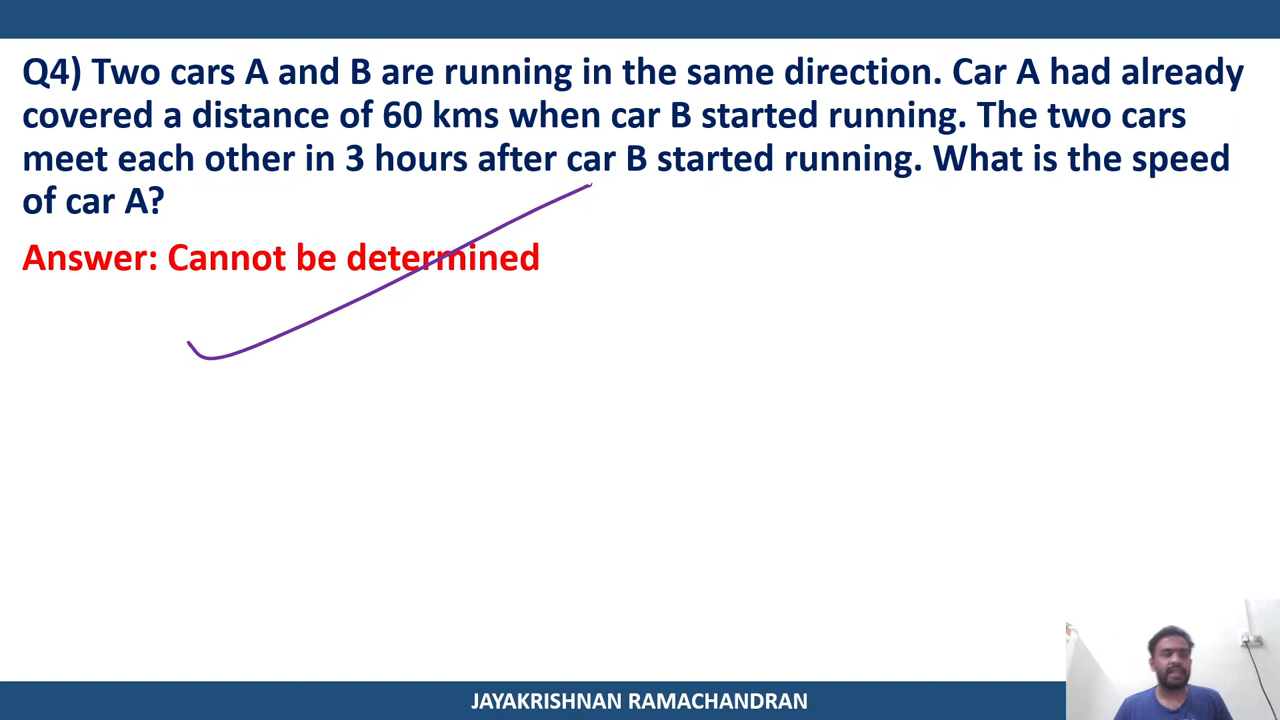 Q4) Two cars A and B are running in the same direction. Car A had already
covered a distance of 60 kms when car B started running. The two cars
meet each other in 3 hours after car B started running. What is the speed
of car A?
Answer: Cannot be determined
JAYAKRISHNAN RAMACHANDRAN